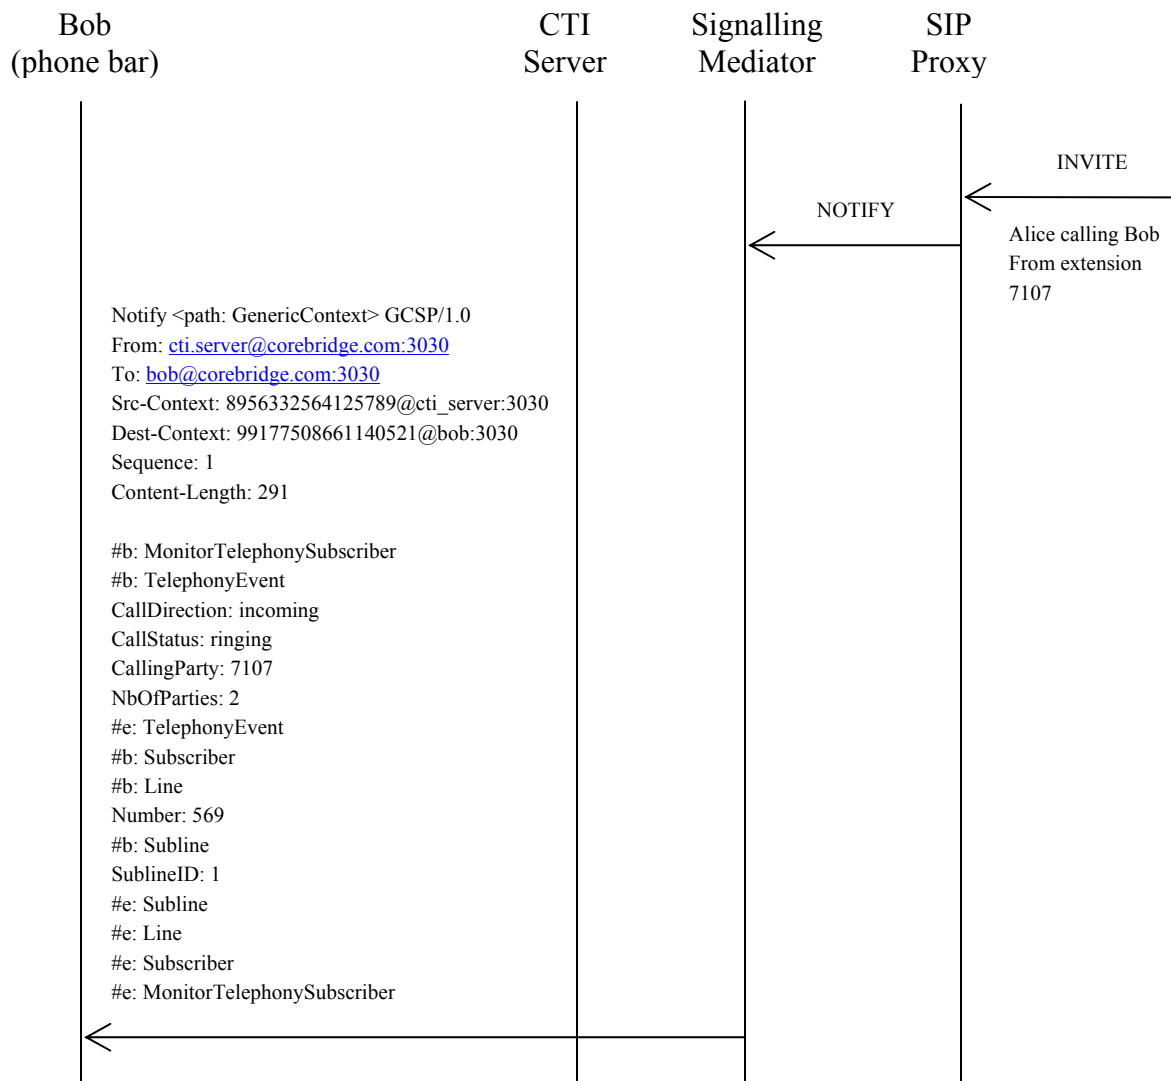 Bob
(phone bar)
CTI
Server
Signalling
Mediator
SIP
Proxy
INVITE
NOTIFY
Alice calling Bob
From extension
7107
Notify <path: GenericContext> GCSP/1.0
From: cti.server@corebridge.com:3030
To: bob@corebridge.com:3030
Src-Context: 8956332564125789@cti_server:3030
Dest-Context: 99177508661140521@bob:3030
Sequence: 1
Content-Length: 291
#b: MonitorTelephonySubscriber
#b: TelephonyEvent
CallDirection: incoming
CallStatus: ringing
CallingParty: 7107
NbOfParties: 2
#e: TelephonyEvent
#b: Subscriber
#b: Line
Number: 569
#b: Subline
SublineID: 1
#e: Subline
#e: Line
#e: Subscriber
#e: MonitorTelephonySubscriber